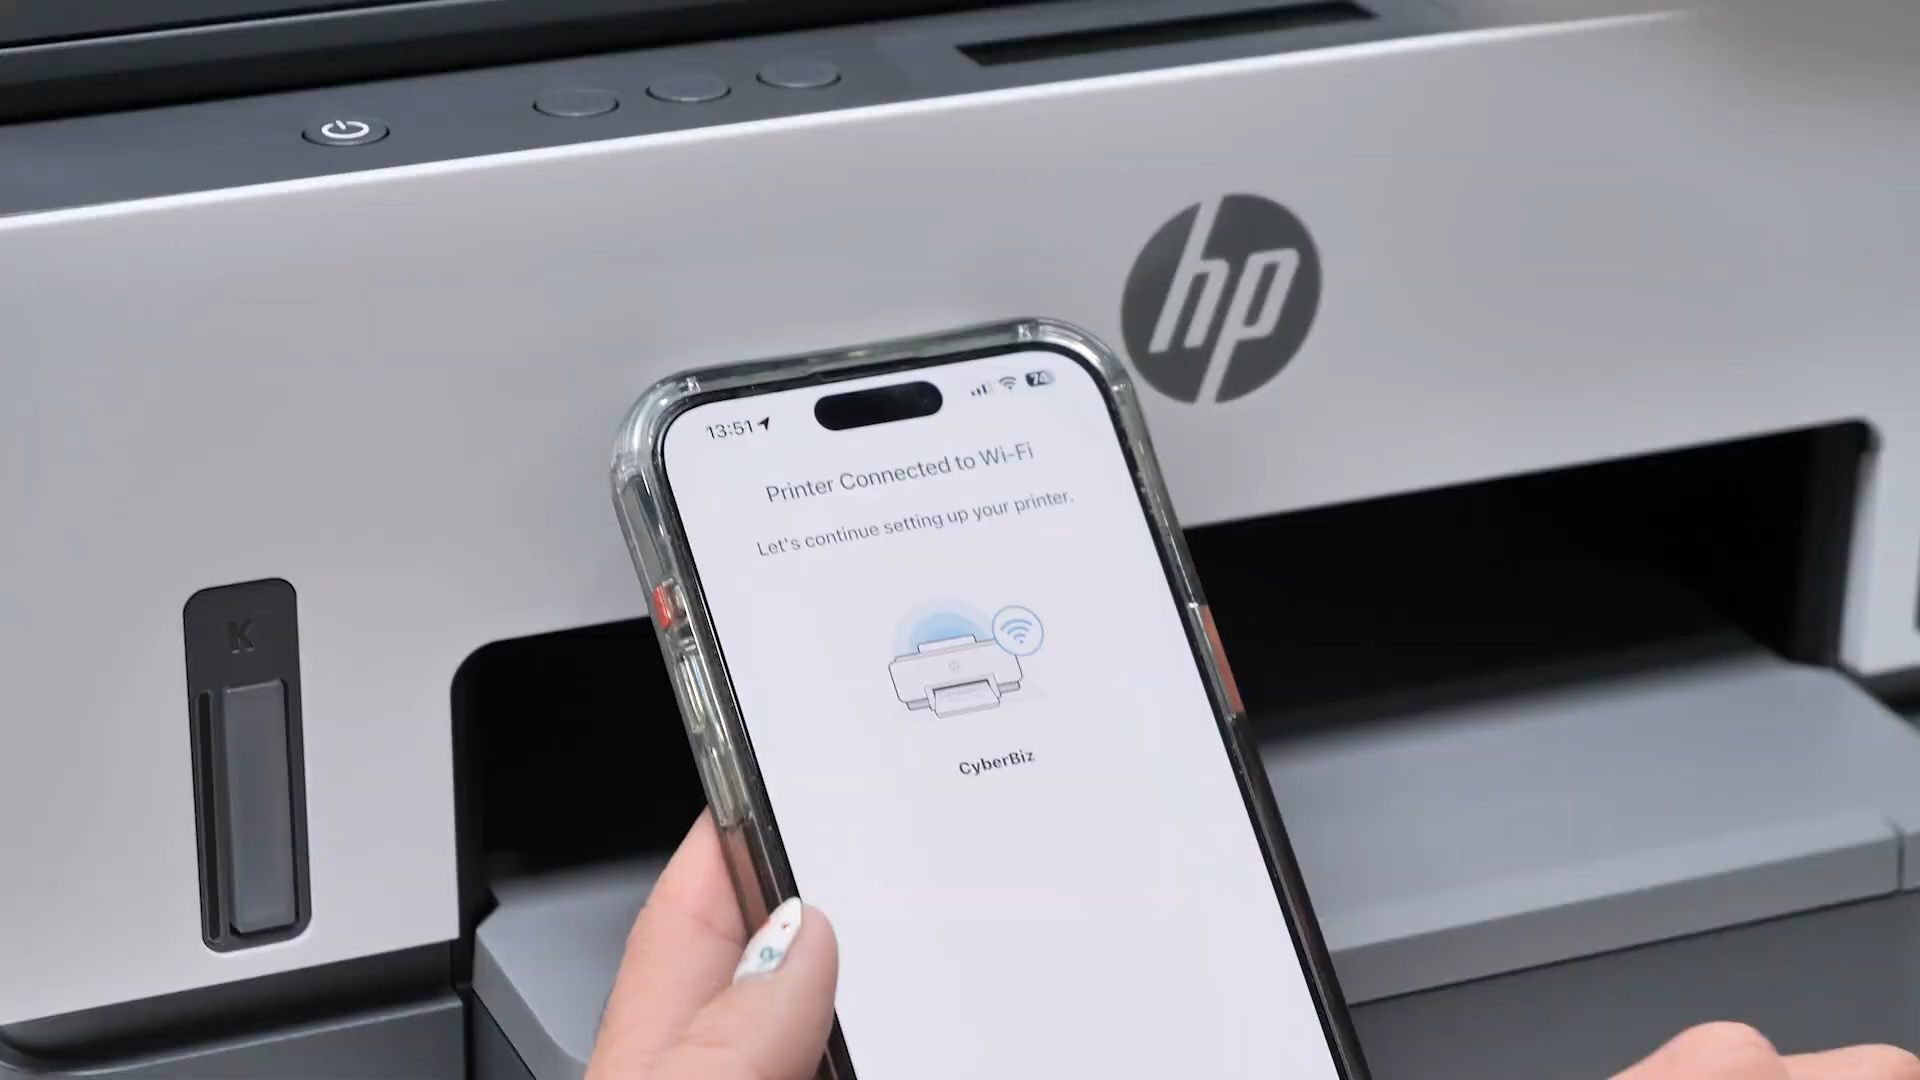 hp
13:51
74
Printer Connected to Wi-Fi
Let's continue setting up your printer.
CyberBiz
K